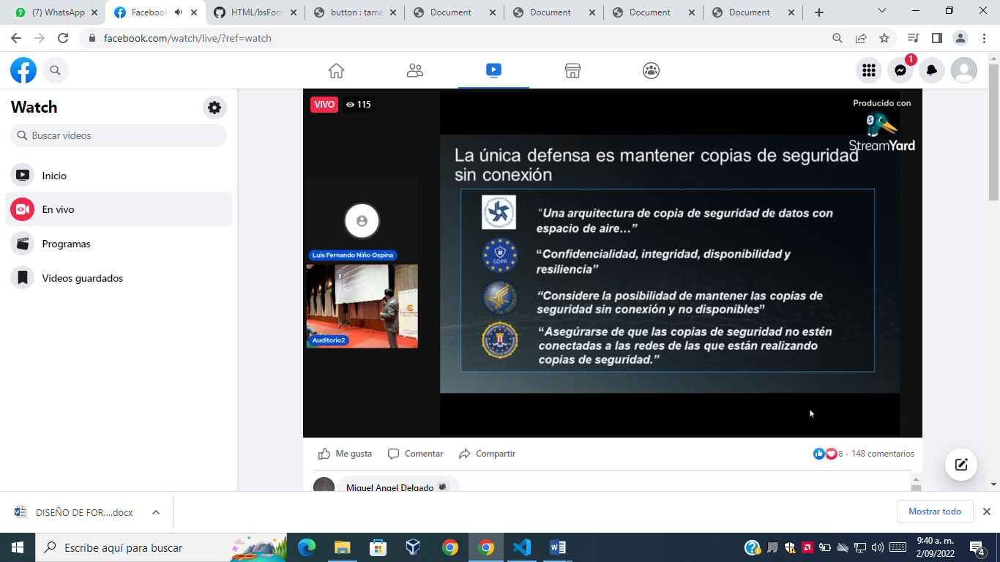 (7) WhatsApp
Facebook
HTML/bsForm
button : tama
Document
Document
Document
Document
facebook.com/watch/live/?ref=watch
1
Watch
Buscar videos
Inicio
En vivo
Programas
Videos guardados
VIVO
115
Producido con
StreamYard
La única defensa es mantener copias de seguridad
sin conexión
“Una arquitectura de copia de seguridad de datos con
espacio de aire…”
GDPR
“Confidencialidad, integridad, disponibilidad y
resiliencia”
“Considere la posibilidad de mantener las copias de
seguridad sin conexión y no disponibles”
“Asegúrarse de que las copias de seguridad no estén
conectadas a las redes de las que están realizando
copias de seguridad.”
Luis Fernando Niño Ospina
Auditorio2
Me gusta
Comentar
Compartir
8 · 148 comentarios
Miguel Angel Delgado
DISEÑO DE FOR....docx
Mostrar todo
Escribe aquí para buscar
9:40 a. m.
2/09/2022
4